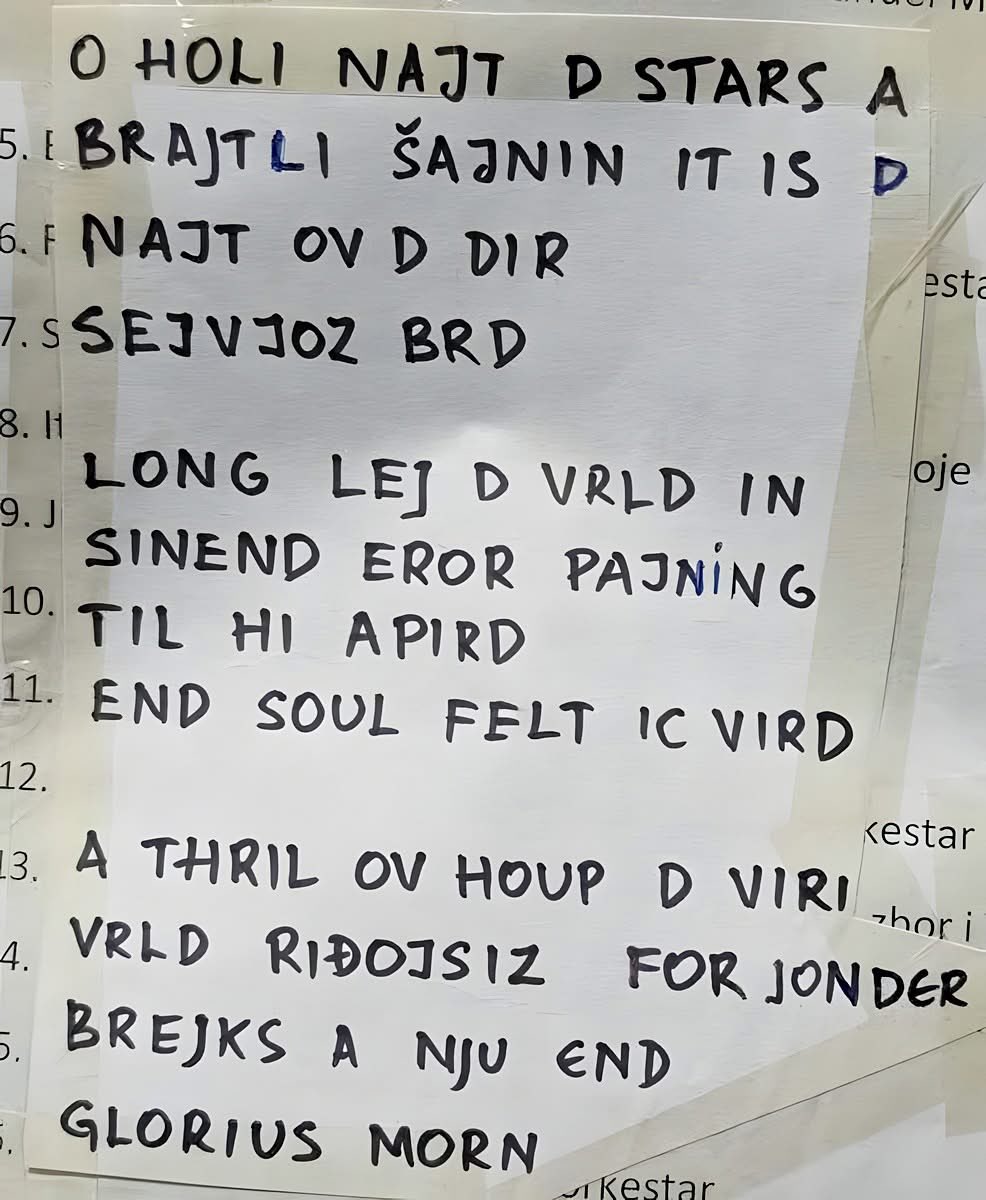 O HOLI NAJT D STARS A
5. BRAJTLI ŠAJNIN IT IS D
6. NAJT OV D DIR
esta
7. S SEJVJOZ BRD
8. It
LONG LEJ D VRLD IN
oje
9. J
SINEND EROR PAJNING
10.
TIL HI APIRD
11.
END SOUL FELT IC VIRD
12.
kestar
13. A THRIL OV HOUP D VIRI
zbor i
4. VRLD RIĐOJSIZ FOR JONDER
5. BREJKS A NJU END
GLORIUS MORN
orkestar